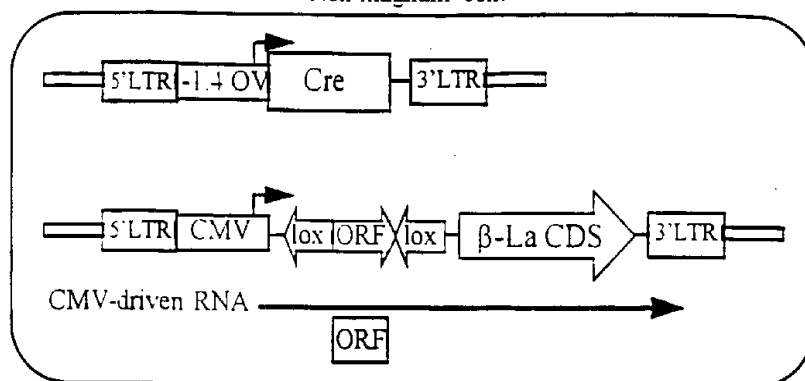 5'LTR -1.4 OV Cre 3'LTR
5'LTR CMV lox ORF lox β-La CDS 3'LTR
CMV-driven RNA
ORF